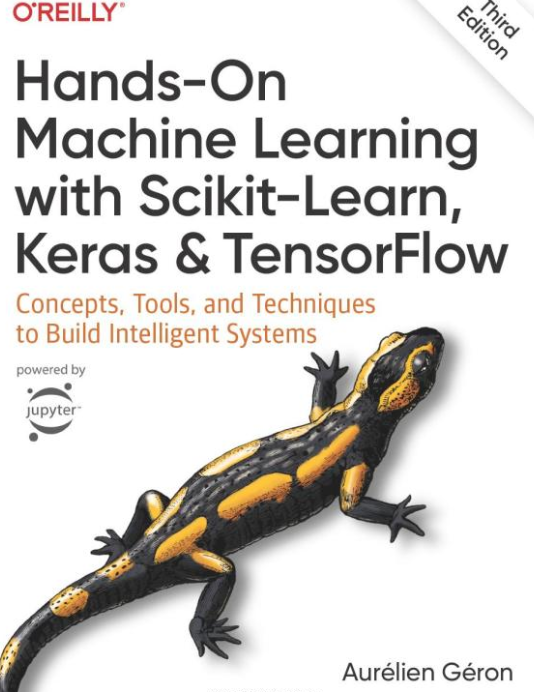 O'REILLY®
Third
Edition
Hands-On
Machine Learning
with Scikit-Learn,
Keras & TensorFlow
Concepts, Tools, and Techniques
to Build Intelligent Systems
powered by
jupyter™
Aurélien Géron